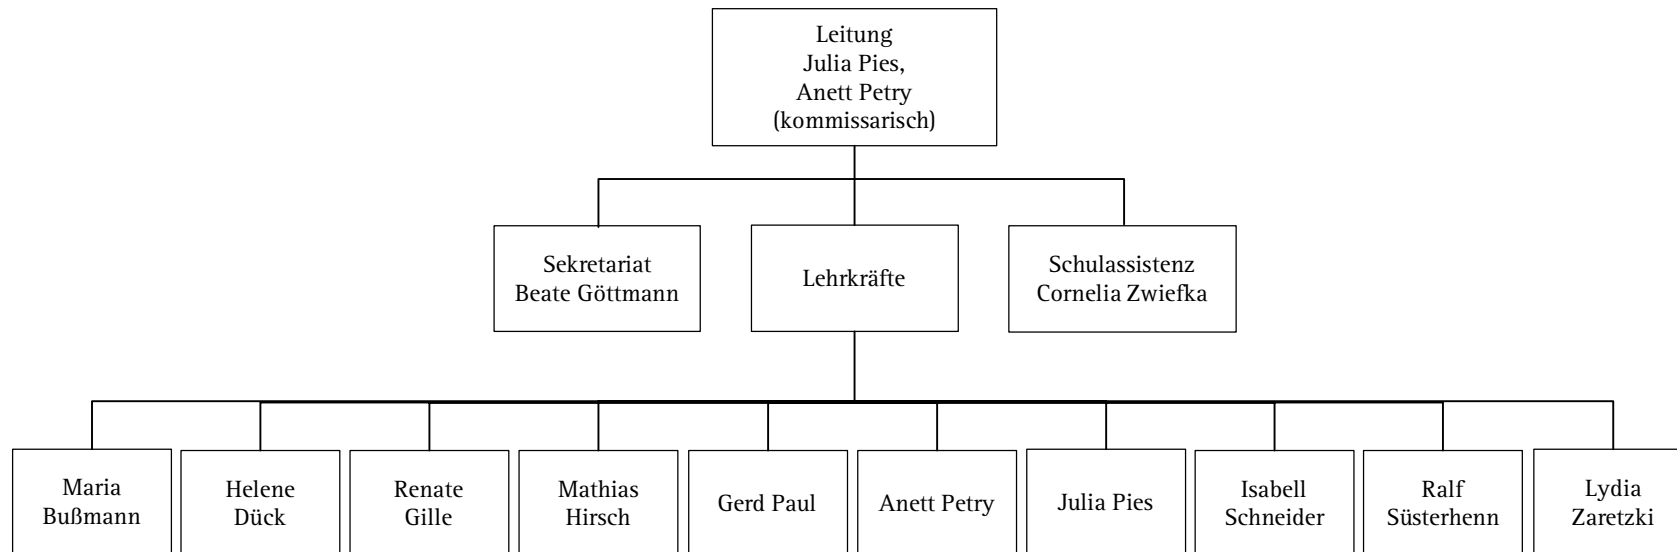 Leitung
Julia Pies,
Anett Petry
(kommissarisch)
Sekretariat
Beate Göttmann
Lehrkräfte
Schulassistenz
Cornelia Zwiefka
Maria
Bußmann
Helene
Dück
Renate
Gille
Mathias
Hirsch
Gerd Paul
Anett Petry
Julia Pies
Isabell
Schneider
Ralf
Süsterhenn
Lydia
Zaretzki